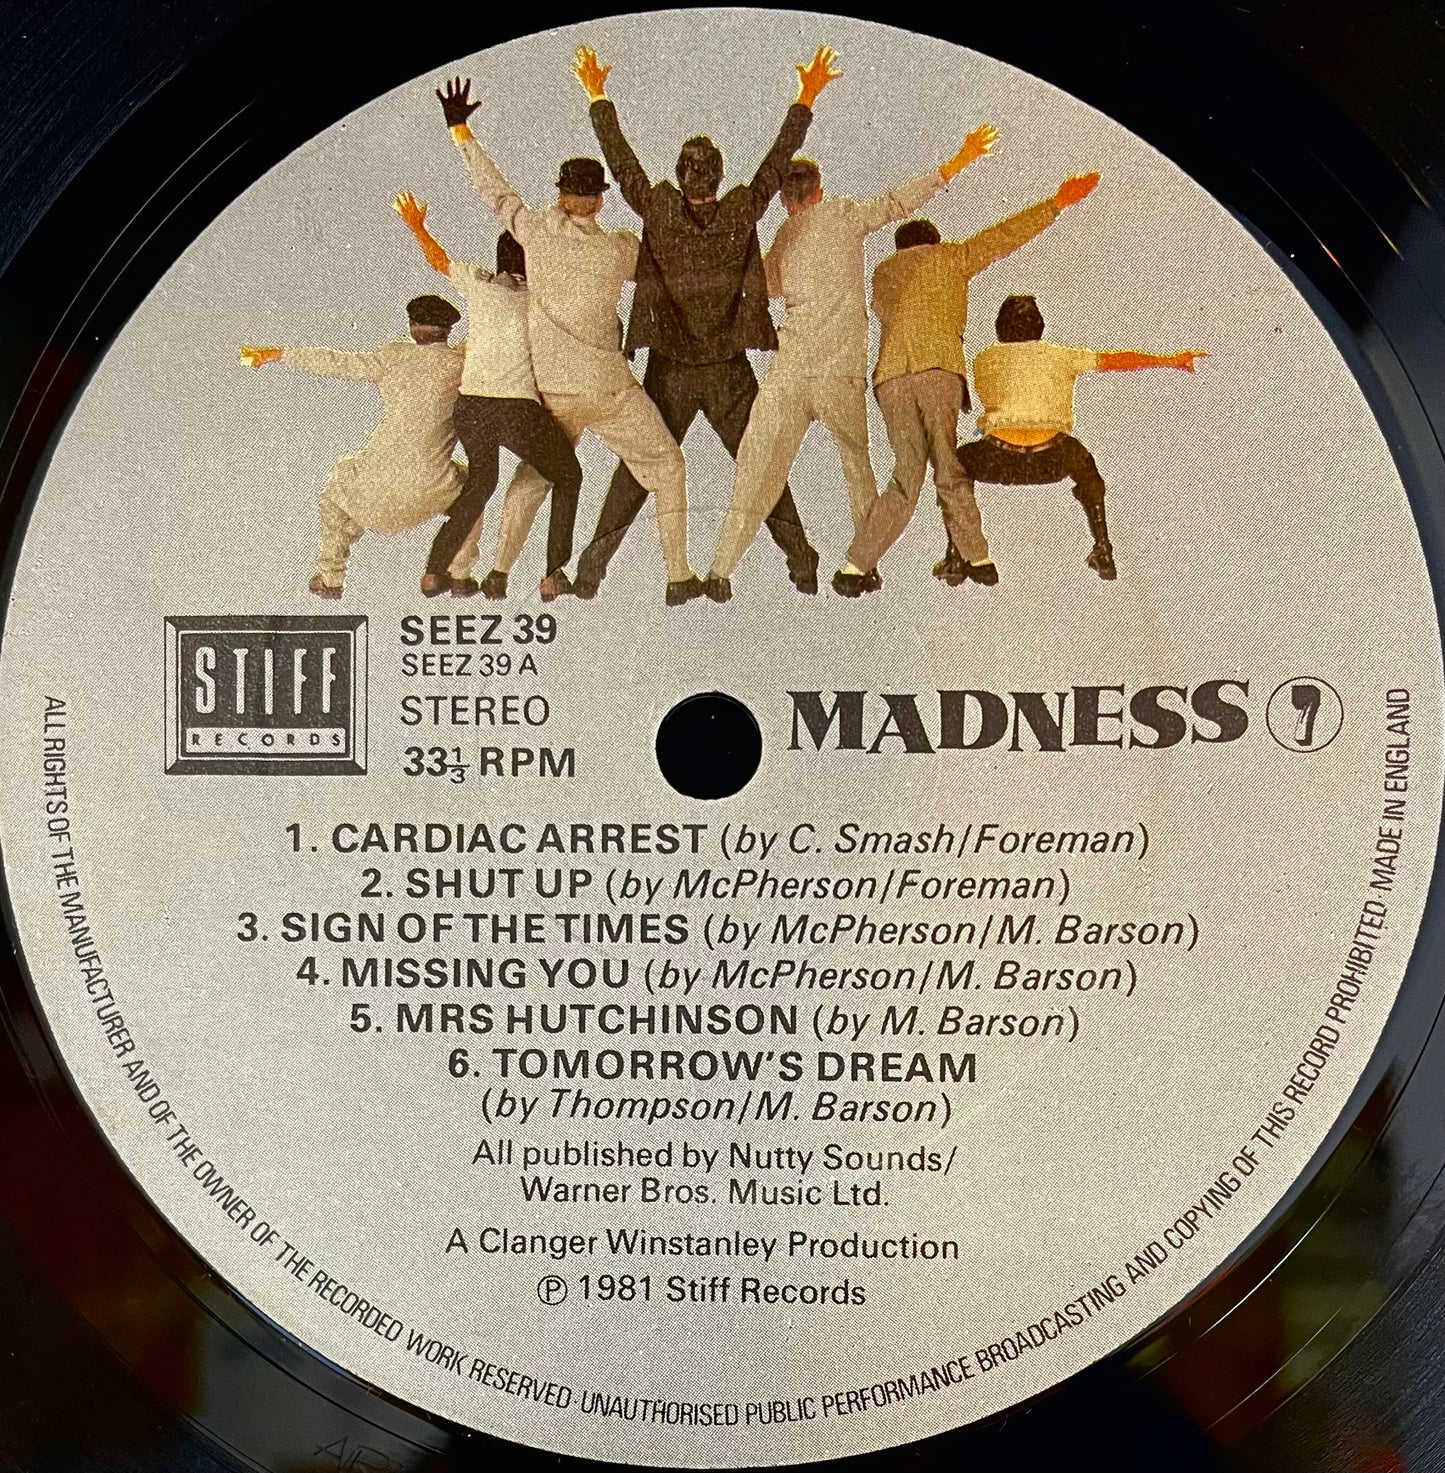 STIFF
RECORDS
SEEZ 39
SEEZ 39 A
STEREO
33⅓ RPM
MADNESS 7
1. CARDIAC ARREST (by C. Smash/Foreman)
2. SHUT UP (by McPherson/Foreman)
3. SIGN OF THE TIMES (by McPherson/M. Barson)
4. MISSING YOU (by McPherson/M. Barson)
5. MRS HUTCHINSON (by M. Barson)
6. TOMORROW'S DREAM
(by Thompson/M. Barson)
All published by Nutty Sounds/
Warner Bros. Music Ltd.
A Clanger Winstanley Production
Ⓟ 1981 Stiff Records
ALL RIGHTS OF THE MANUFACTURER AND OF THE OWNER OF THE RECORDED WORK RESERVED · UNAUTHORISED PUBLIC PERFORMANCE BROADCASTING AND COPYING OF THIS RECORD PROHIBITED MADE IN ENGLAND